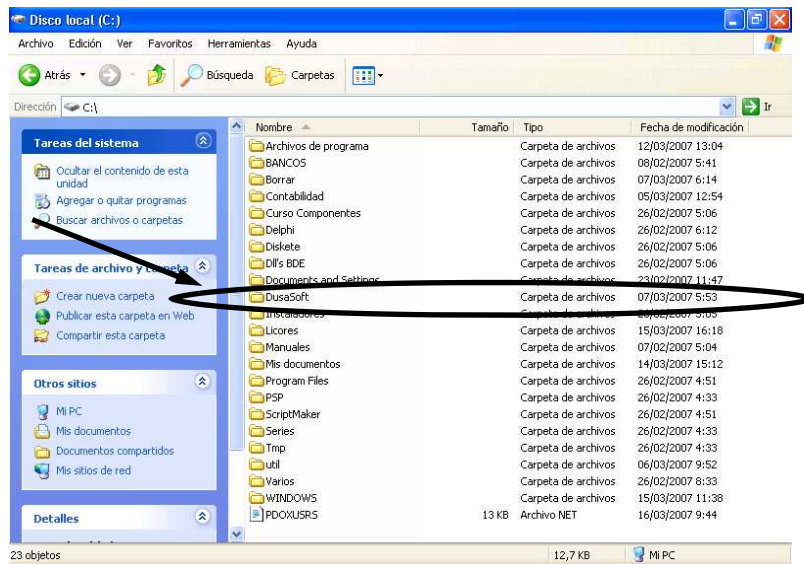 Disco local (C:)
Archivo Edición Ver Favoritos Herramientas Ayuda
Atrás Búsqueda Carpetas
Dirección C:\ Ir
Tareas del sistema
Ocultar el contenido de esta
unidad
Agregar o quitar programas
Buscar archivos o carpetas
Tareas de archivo y carpeta
Crear nueva carpeta
Publicar esta carpeta en Web
Compartir esta carpeta
Otros sitios
Mi PC
Mis documentos
Documentos compartidos
Mis sitios de red
Detalles
Nombre Tamaño Tipo Fecha de modificación
Archivos de programa Carpeta de archivos 12/03/2007 13:04
BANCOS Carpeta de archivos 08/02/2007 5:41
Borrar Carpeta de archivos 07/03/2007 6:14
Contabilidad Carpeta de archivos 05/03/2007 12:54
Curso Componentes Carpeta de archivos 26/02/2007 5:06
Delphi Carpeta de archivos 26/02/2007 6:12
Diskete Carpeta de archivos 26/02/2007 5:06
Dll's BDE Carpeta de archivos 26/02/2007 5:06
Documents and Settings Carpeta de archivos 23/02/2007 11:47
DusaSoft Carpeta de archivos 07/03/2007 5:53
Instaladores Carpeta de archivos 26/02/2007 5:05
Licores Carpeta de archivos 15/03/2007 16:18
Manuales Carpeta de archivos 07/02/2007 5:04
Mis documentos Carpeta de archivos 14/03/2007 15:12
Program Files Carpeta de archivos 26/02/2007 4:51
PSP Carpeta de archivos 26/02/2007 4:33
ScriptMaker Carpeta de archivos 26/02/2007 4:51
Series Carpeta de archivos 26/02/2007 4:33
Tmp Carpeta de archivos 26/02/2007 4:33
util Carpeta de archivos 06/03/2007 9:52
Varios Carpeta de archivos 26/02/2007 8:33
WINDOWS Carpeta de archivos 15/03/2007 11:38
PDOXUSRS 13 KB Archivo NET 16/03/2007 9:44
23 objetos 12,7 KB Mi PC